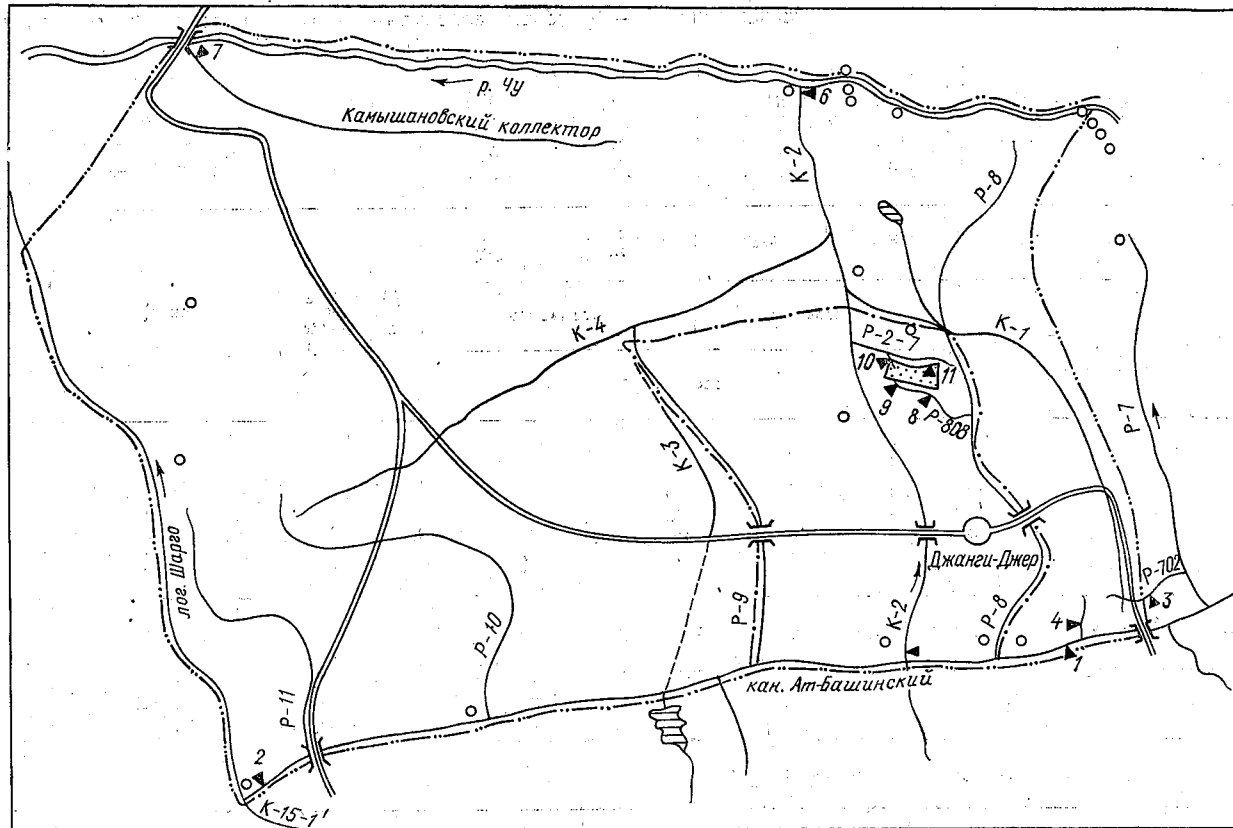 7
р. Чу
6
Камышановский коллектор
К-2
Р-8
К-4
К-1
Р-2-7
10
11
9
8
Р-808
Р-7
К-3
лог. Шарго
Джанги-Джер
Р-702
3
Р-9
К-2
Р-8
4
1
Р-10
кан. Ат-Башинский
Р-11
2
К-15-1'